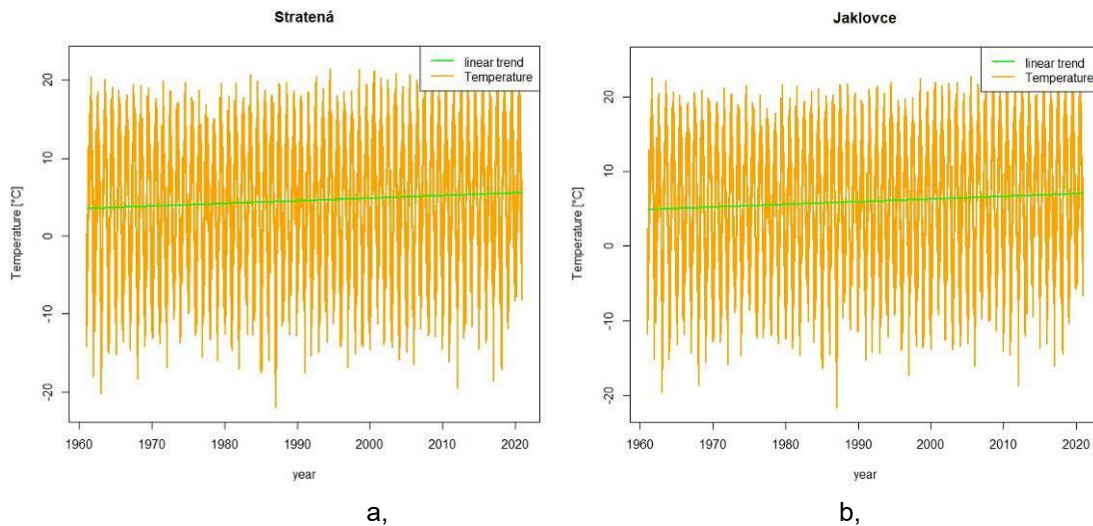 Stratená
linear trend
Temperature
Temperature [°C]
20
10
0
-10
-20
1960 1970 1980 1990 2000 2010 2020
year
a,
Jaklovce
linear trend
Temperature
Temperature [°C]
20
10
0
-10
-20
1960 1970 1980 1990 2000 2010 2020
year
b,